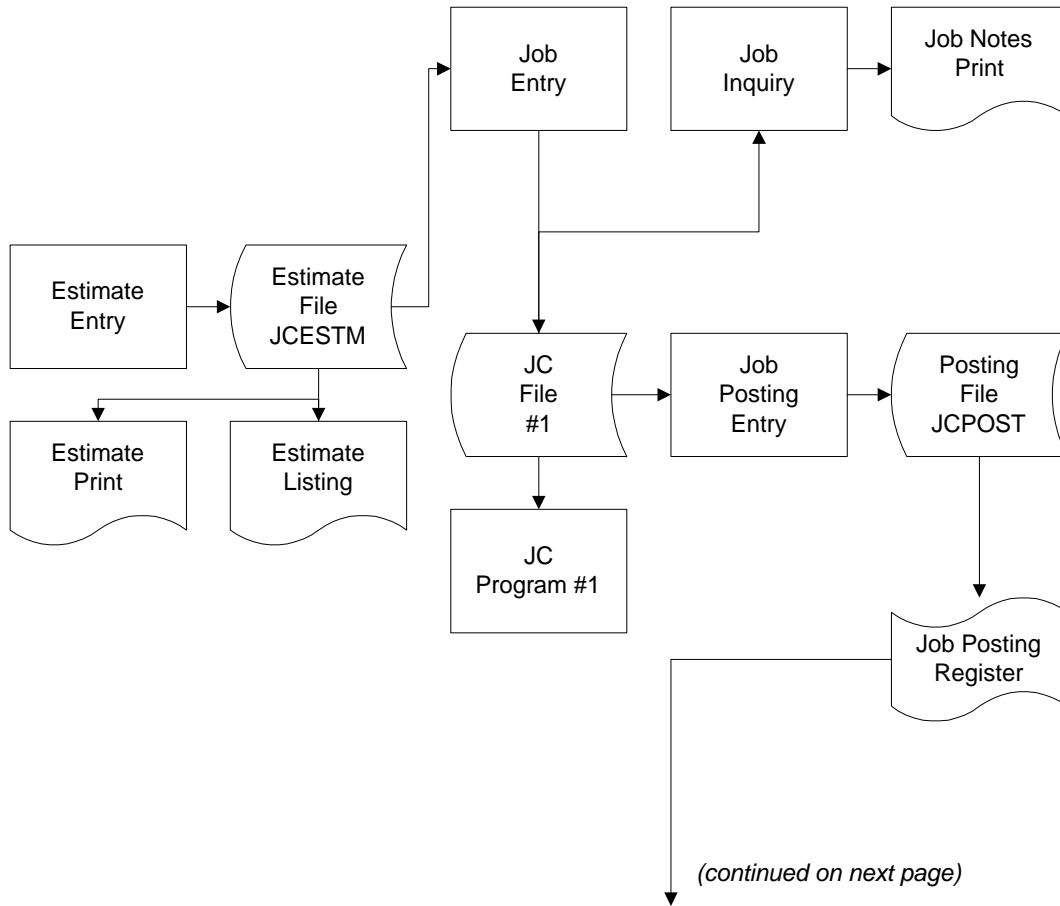 Job
Entry
Job
Inquiry
Job Notes
Print
Estimate
Entry
Estimate
File
JCESTM
JC
File
#1
Job
Posting
Entry
Posting
File
JCPOST
Estimate
Print
Estimate
Listing
JC
Program #1
Job Posting
Register
(continued on next page)